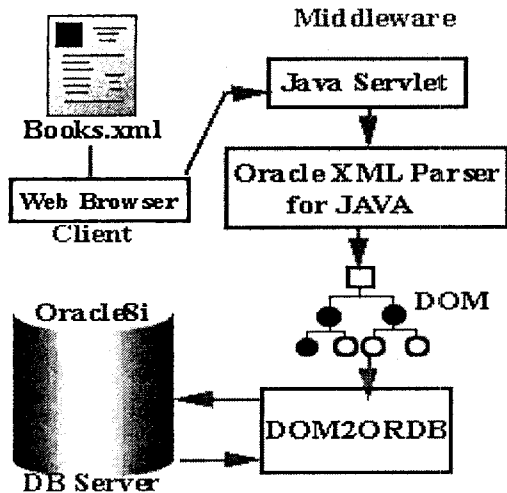 Middleware
Java Servlet
Books.xml
Oracle XML Parser
for JAVA
Web Browser
Client
DOM
Oracle8i
DOM2ORDB
DB Server